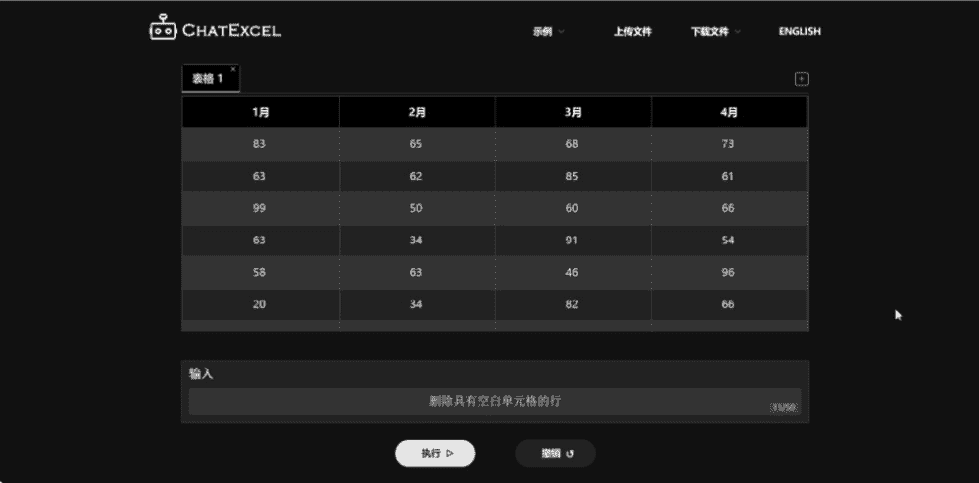 CHATEXCEL 示例 上传文件 下载文件 ENGLISH
表格 1 ×
1月 2月 3月 4月
83 65 68 73
63 62 85 61
99 50 60 66
63 34 91 54
58 63 46 96
20 34 82 66
输入
删除具有空白单元格的行
执行 撤销